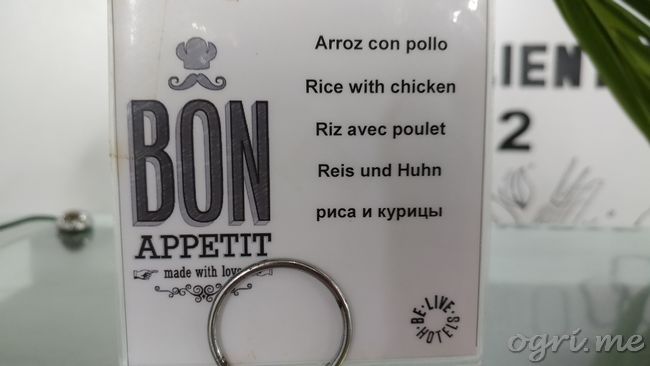 BON
APPETIT
made with love
Arroz con pollo
Rice with chicken
Riz avec poulet
Reis und Huhn
риса и курицы
BE·LIVE·HOTELS
IENT
2
ogri.me